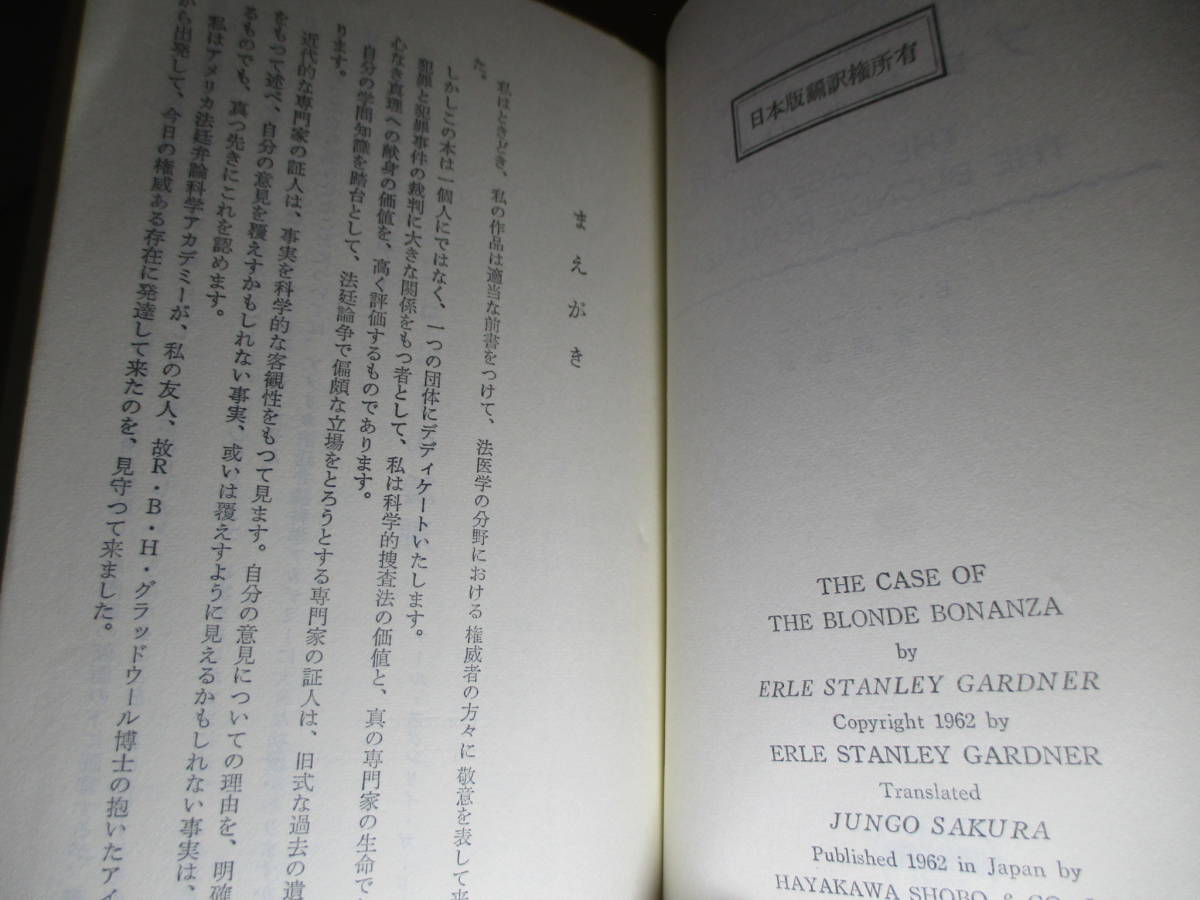 日本版飜訳権所有
THE CASE OF
THE BLONDE BONANZA
by
ERLE STANLEY GARDNER
Copyright 1962 by
ERLE STANLEY GARDNER
Translated
JUNGO SAKURA
Published 1962 in Japan by
HAYAKAWA SHOBO & CO.
まえがき
私はときどき、私の作品は適当な前書をつけて、法医学の分野における権威者の方々に敬意を表して来
た。
しかしこの本は一個人にではなく、一つの団体にデディケートいたします。
犯罪と犯罪事件の裁判に大きな関係をもつ者として、私は科学的捜査法の価値と、真の専門家の生命で
心なき真理への献身の価値を、高く評価するものであります。
自分の学問知識を踏台として、法廷論争で偏頗な立場をとろうとする専門家の証人は、旧式な過去の遺
ります。
近代的な専門家の証人は、事実を科学的な客観性をもつて見ます。自分の意見についての理由を、明確
をもつて述べ、自分の意見を覆えすかもしれない事実、或いは覆えすように見えるかもしれない事実は、
るものでも、真つ先きにこれを認めます。
私はアメリカ法廷弁論科学アカデミーが、私の友人、故R・B・H・グラッドウール博士の抱いたアイ
から出発して、今日の権威ある存在に発達して来たのを、見守つて来ました。